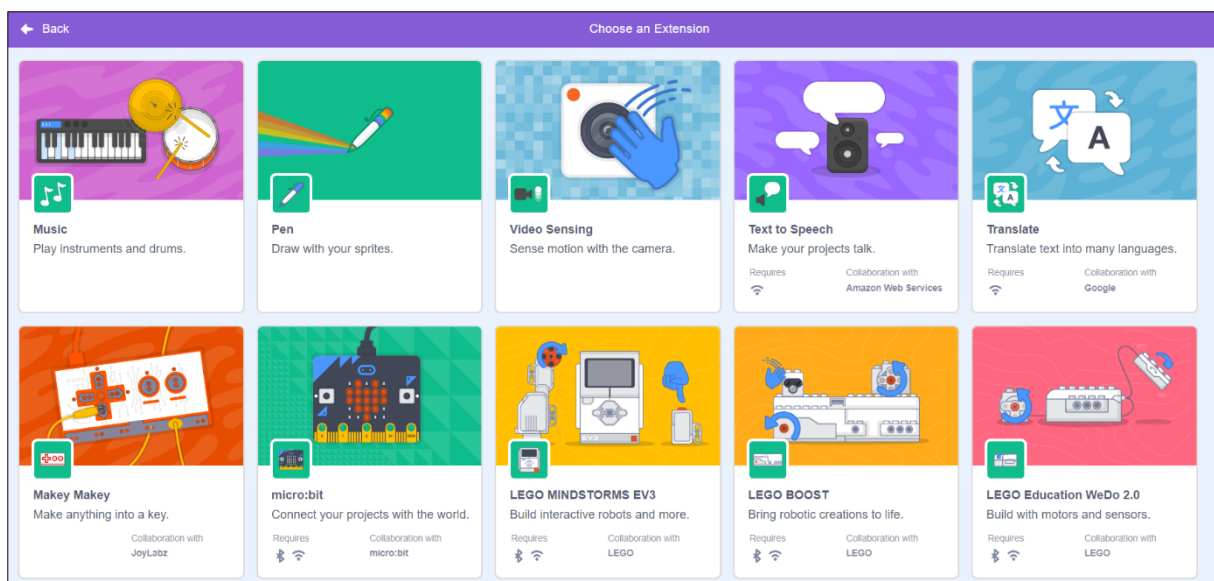 Back
Choose an Extension
Music
Play instruments and drums.
Pen
Draw with your sprites.
Video Sensing
Sense motion with the camera.
Text to Speech
Make your projects talk.
Requires
Collaboration with
Amazon Web Services
文
A
文
A
Translate
Translate text into many languages.
Requires
Collaboration with
Google
Makey Makey
Make anything into a key.
Collaboration with
JoyLabz
micro:bit
Connect your projects with the world.
Requires
Collaboration with
micro:bit
EV3
LEGO MINDSTORMS EV3
Build interactive robots and more.
Requires
Collaboration with
LEGO
LEGO BOOST
Bring robotic creations to life.
Requires
Collaboration with
LEGO
LEGO Education WeDo 2.0
Build with motors and sensors.
Requires
Collaboration with
LEGO